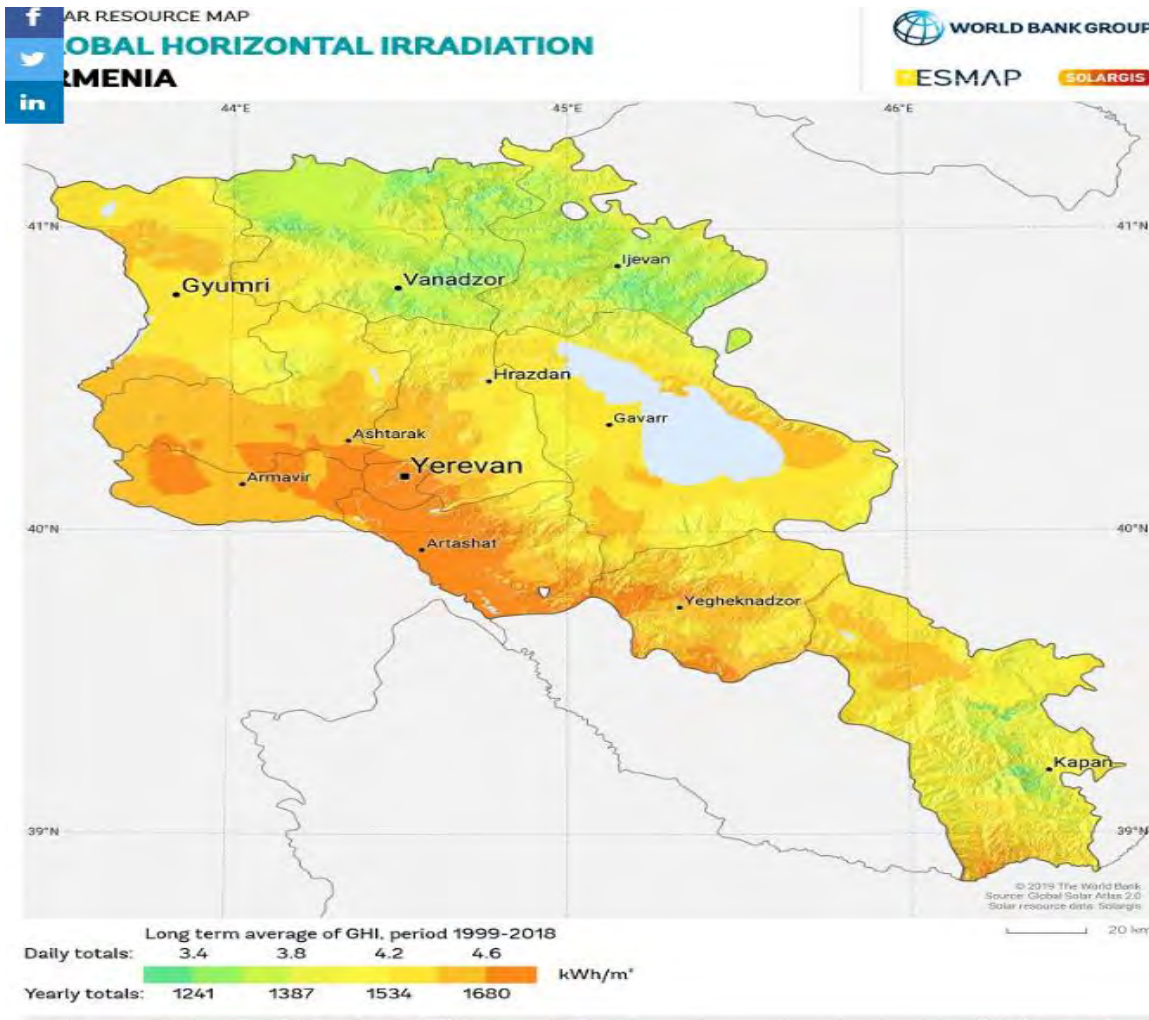 f
AR RESOURCE MAP
OBAL HORIZONTAL IRRADIATION
RMENIA
in
WORLD BANK GROUP
ESMAP
SOLARGIS
44°E 45°E 46°E
41°N 41°N
Ijevan
Vanadzor
Gyumri
Hrazdan
Gavarr
Ashtarak
Yerevan
Armavir
40°N 40°N
Artashat
Yegheknadzor
Kapan
39°N 39°N
© 2019 The World Bank
Source: Global Solar Atlas 2.0
Solar resource data: Solargis
20 km
Long term average of GHI, period 1999-2018
Daily totals: 3.4 3.8 4.2 4.6
kWh/m²
Yearly totals: 1241 1387 1534 1680